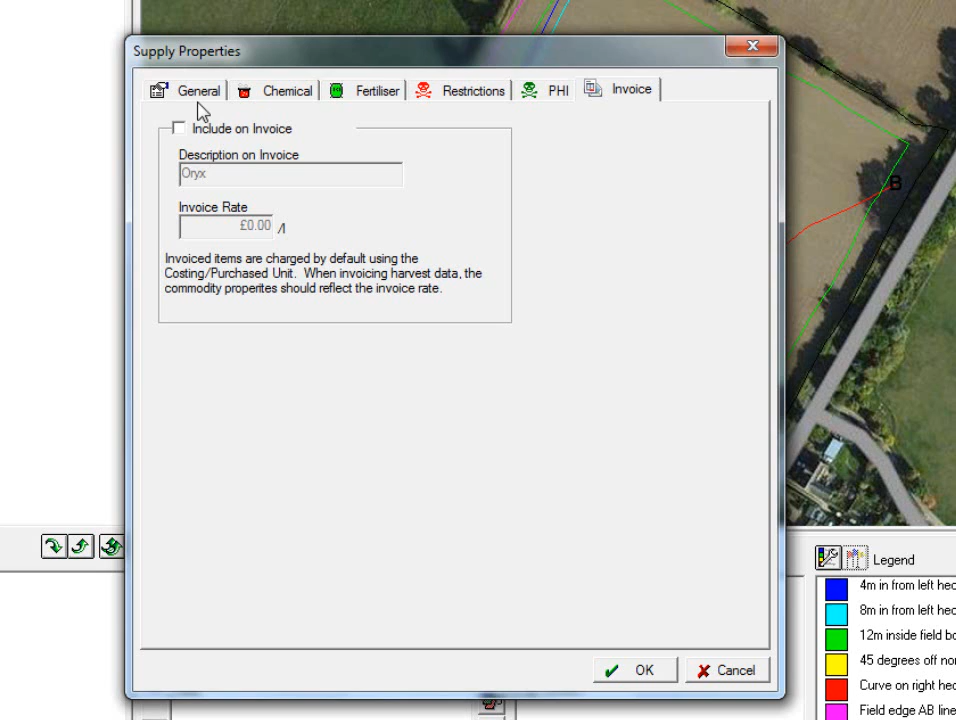 Supply Properties
General
Chemical
Fertiliser
Restrictions
PHI
Invoice
Include on Invoice
Description on Invoice
Oryx
Invoice Rate
£0.00 /l
Invoiced items are charged by default using the
Costing/Purchased Unit. When invoicing harvest data, the
commodity properites should reflect the invoice rate.
OK
Cancel
B
Legend
4m in from left hec
8m in from left hec
12m inside field bo
45 degrees off nor
Curve on right hec
Field edge AB line